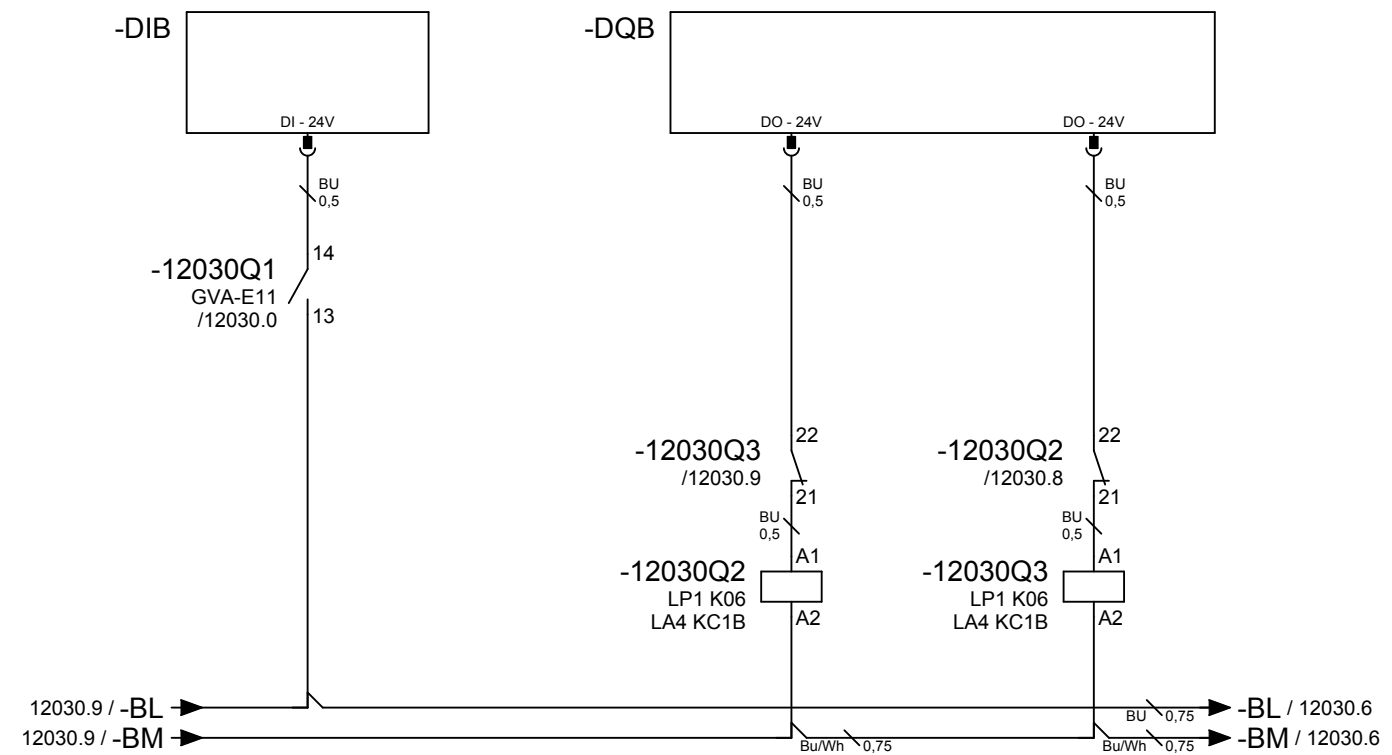 -DIB
-DQB
DI - 24V
DO - 24V
DO - 24V
BU
0,5
BU
0,5
BU
0,5
14
-12030Q1
GVA-E11
/12030.0
13
22
-12030Q3
/12030.9
21
22
-12030Q2
/12030.8
21
BU
0,5
BU
0,5
A1
-12030Q2
LP1 K06
LA4 KC1B
A2
A1
-12030Q3
LP1 K06
LA4 KC1B
A2
12030.9 / -BL
BU 0,75
-BL / 12030.6
12030.9 / -BM
Bu/Wh 0,75
Bu/Wh 0,75
-BM / 12030.6